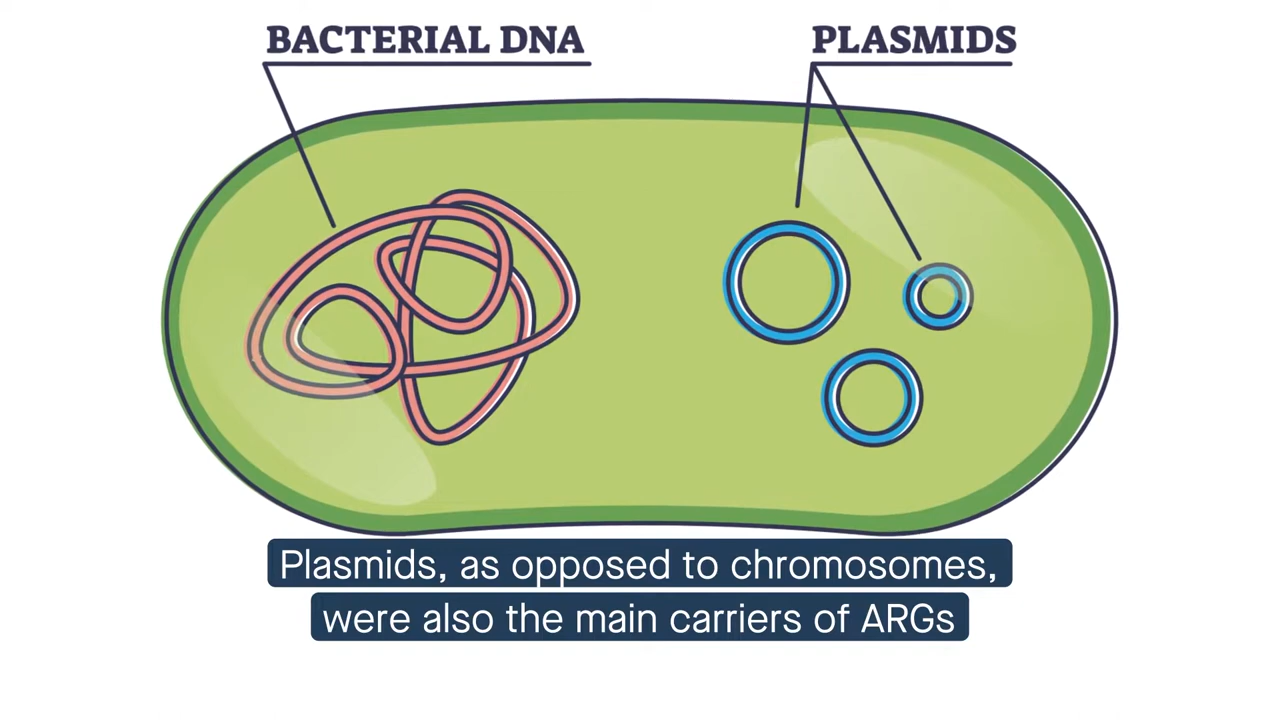 BACTERIAL DNA
PLASMIDS
Plasmids, as opposed to chromosomes,
were also the main carriers of ARGs